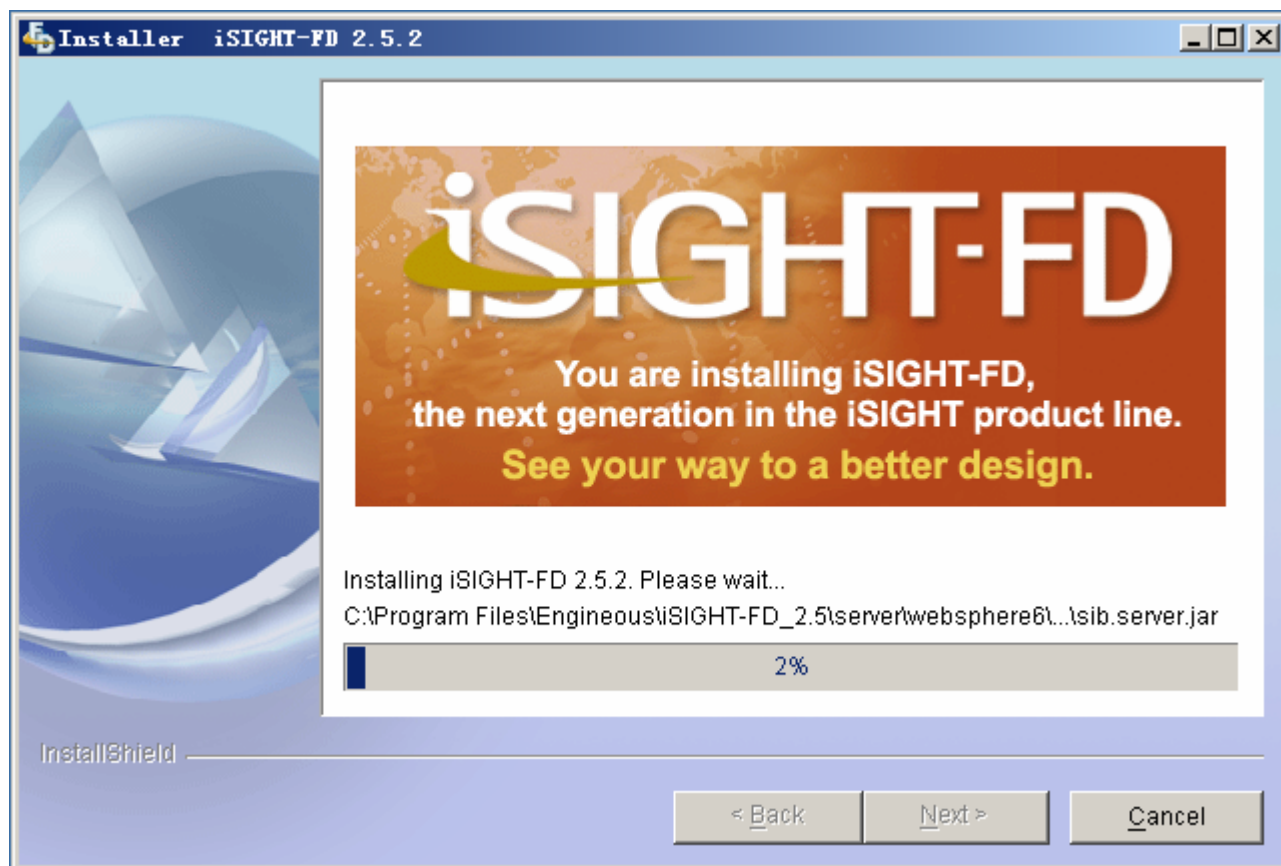 Installer iSIGHT-FD 2.5.2
iSIGHT-FD
You are installing iSIGHT-FD,
the next generation in the iSIGHT product line.
See your way to a better design.
Installing iSIGHT-FD 2.5.2. Please wait...
C:\Program Files\Engineous\iSIGHT-FD_2.5\server\websphere6\...\sib.server.jar
2%
InstallShield
< Back
Next >
Cancel